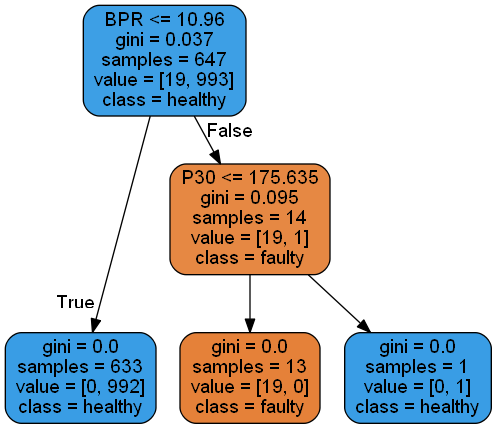 BPR <= 10.96
gini = 0.037
samples = 647
value = [19, 993]
class = healthy
False
P30 <= 175.635
gini = 0.095
samples = 14
value = [19, 1]
class = faulty
True
gini = 0.0
samples = 633
value = [0, 992]
class = healthy
gini = 0.0
samples = 13
value = [19, 0]
class = faulty
gini = 0.0
samples = 1
value = [0, 1]
class = healthy